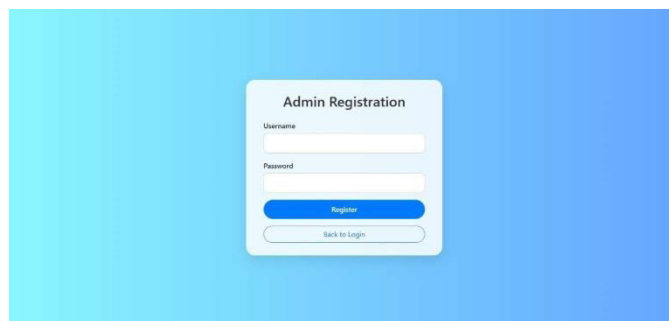 Admin Registration
Username
Password
Register
Back to Login